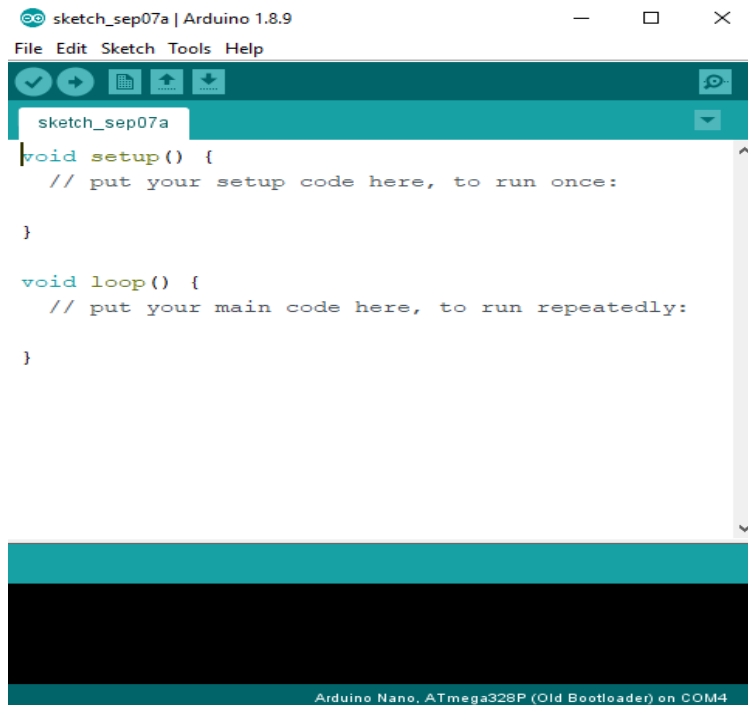 sketch_sep07a | Arduino 1.8.9
File Edit Sketch Tools Help
sketch_sep07a
void setup() {
  // put your setup code here, to run once:

}

void loop() {
  // put your main code here, to run repeatedly:

}
Arduino Nano, ATmega328P (Old Bootloader) on COM4